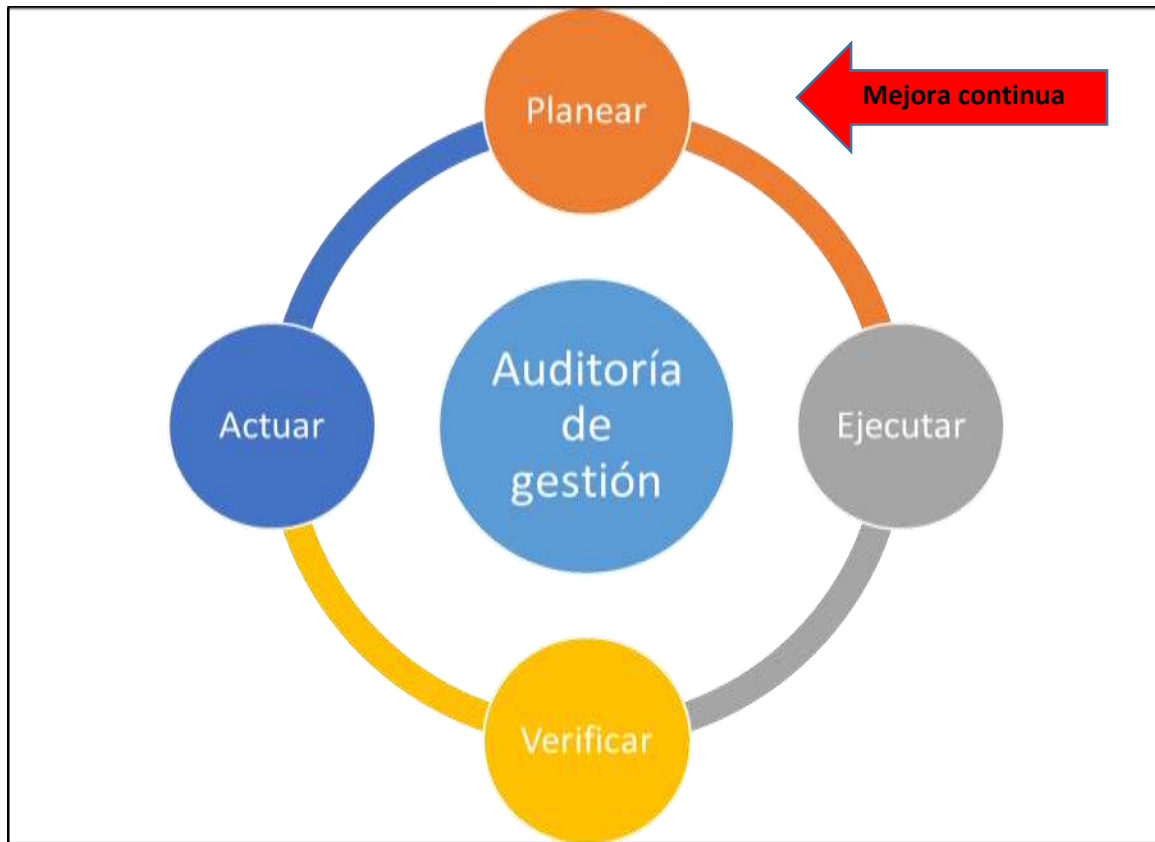 Planear
Mejora continua
Actuar
Auditoría
de
gestión
Ejecutar
Verificar